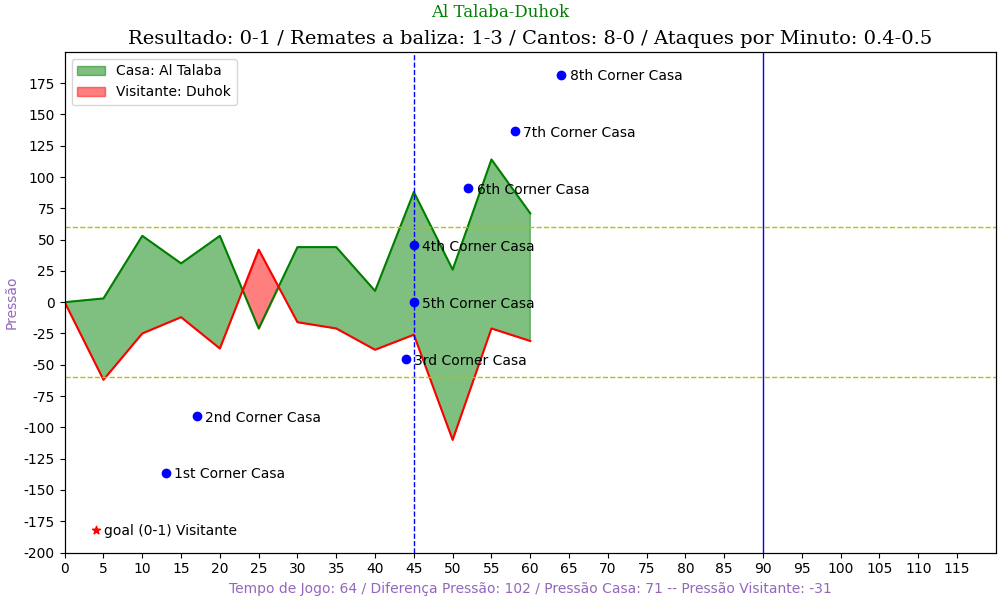 Al Talaba-Duhok
Resultado: 0-1 / Remates a baliza: 1-3 / Cantos: 8-0 / Ataques por Minuto: 0.4-0.5
Casa: Al Talaba
Visitante: Duhok
8th Corner Casa
7th Corner Casa
6th Corner Casa
4th Corner Casa
5th Corner Casa
3rd Corner Casa
2nd Corner Casa
1st Corner Casa
goal (0-1) Visitante
Pressão
175
150
125
100
75
50
25
0
-25
-50
-75
-100
-125
-150
-175
-200
0 5 10 15 20 25 30 35 40 45 50 55 60 65 70 75 80 85 90 95 100 105 110 115
Tempo de Jogo: 64 / Diferença Pressão: 102 / Pressão Casa: 71 -- Pressão Visitante: -31